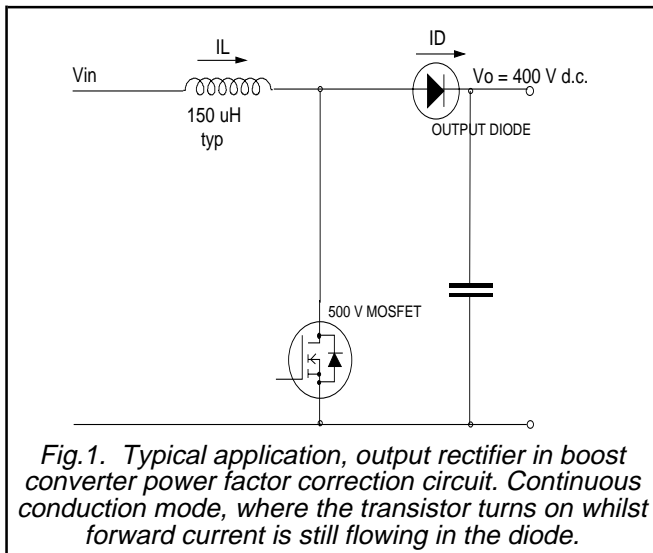 IL
ID
Vin
Vo = 400 V d.c.
150 uH
typ
OUTPUT DIODE
500 V MOSFET
Fig.1. Typical application, output rectifier in boost
converter power factor correction circuit. Continuous
conduction mode, where the transistor turns on whilst
forward current is still flowing in the diode.